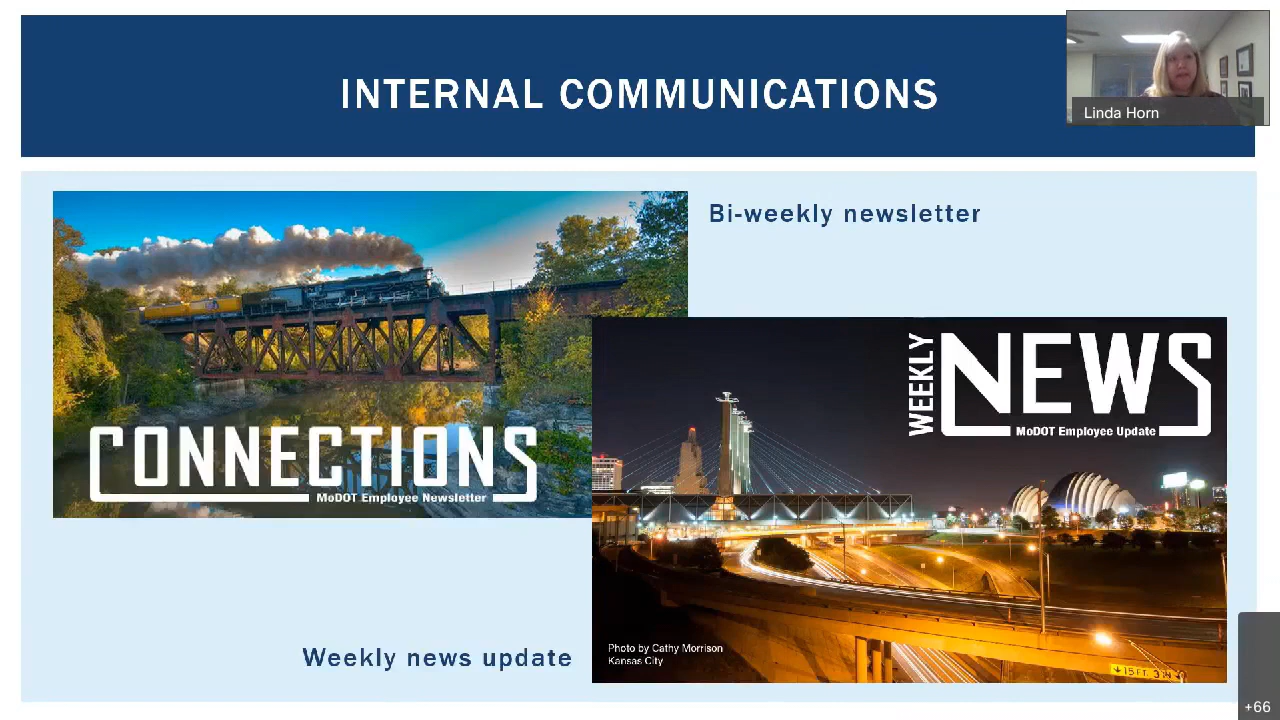 INTERNAL COMMUNICATIONS
Linda Horn
Bi-weekly newsletter
CONNECTIONS
MoDOT Employee Newsletter
WEEKLY
NEWS
MoDOT Employee Update
Photo by Cathy Morrison
Kansas City
Weekly news update
+66